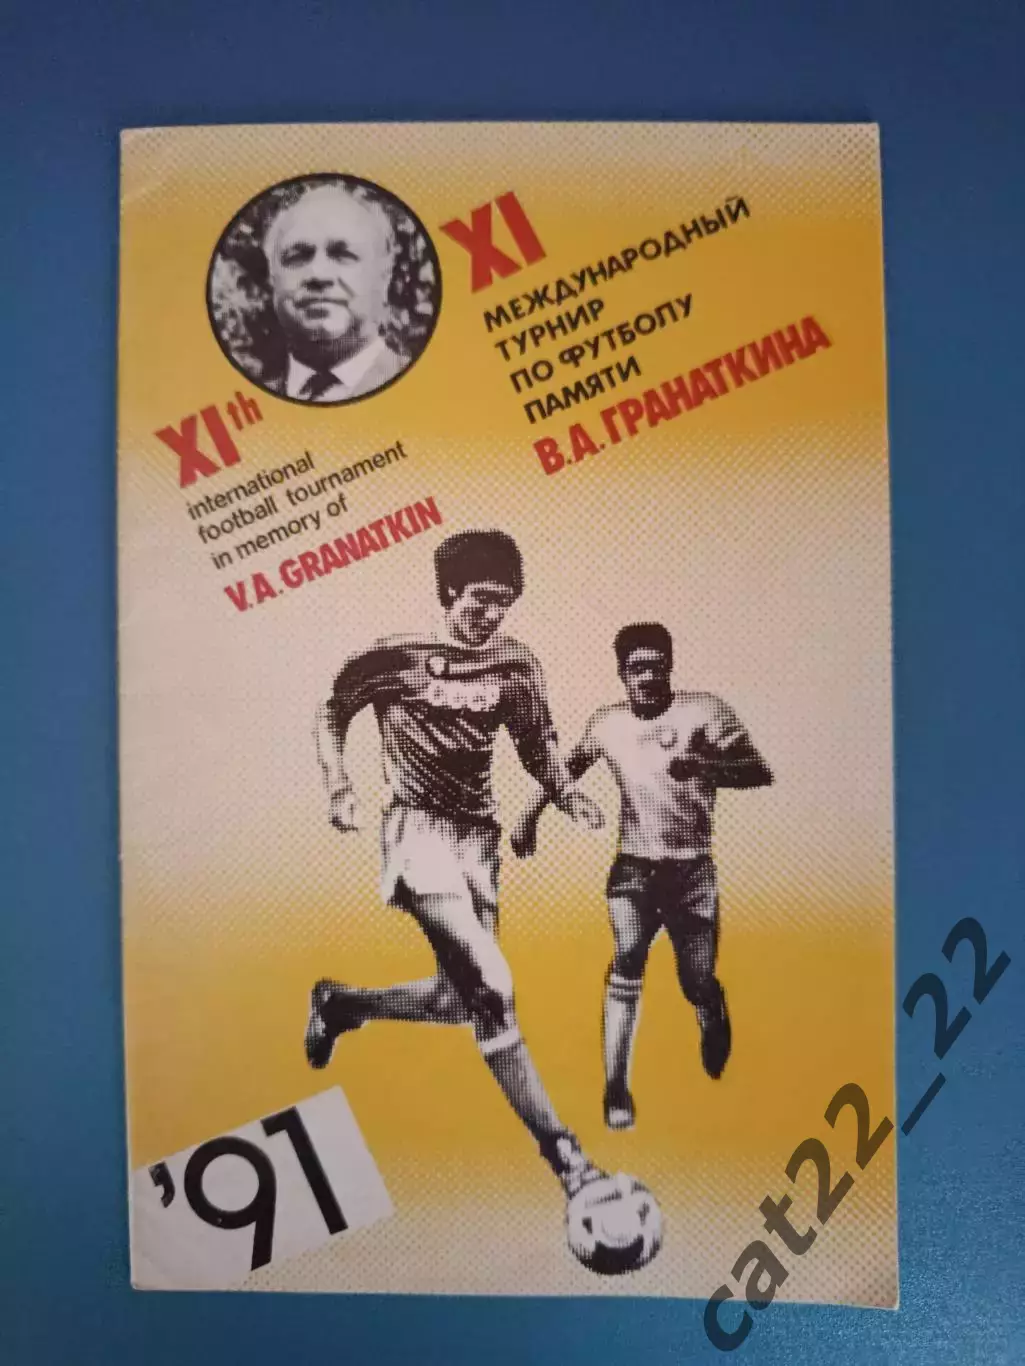 XI
МЕЖДУНАРОДНЫЙ
ТУРНИР
ПО ФУТБОЛУ
ПАМЯТИ
В.А.ГРАНАТКИНА
XIth
international
football tournament
in memory of
V.A.GRANATKIN
'91
cat22_22